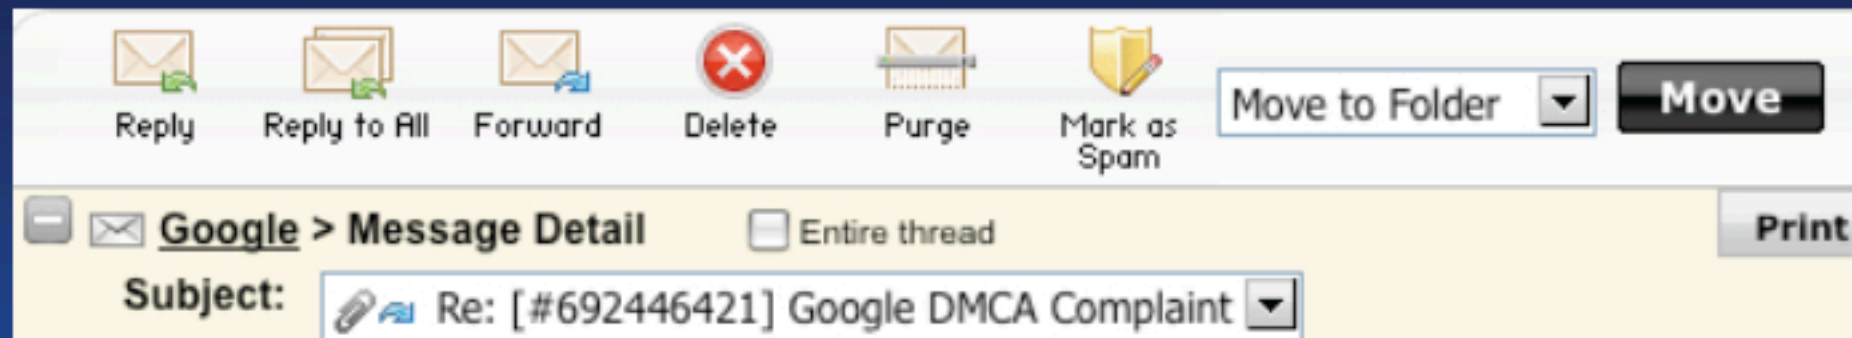 Reply Reply to All Forward Delete Purge Mark as Spam Move to Folder Move
Google > Message Detail Entire thread Print
Subject: Re: [#692446421] Google DMCA Complaint